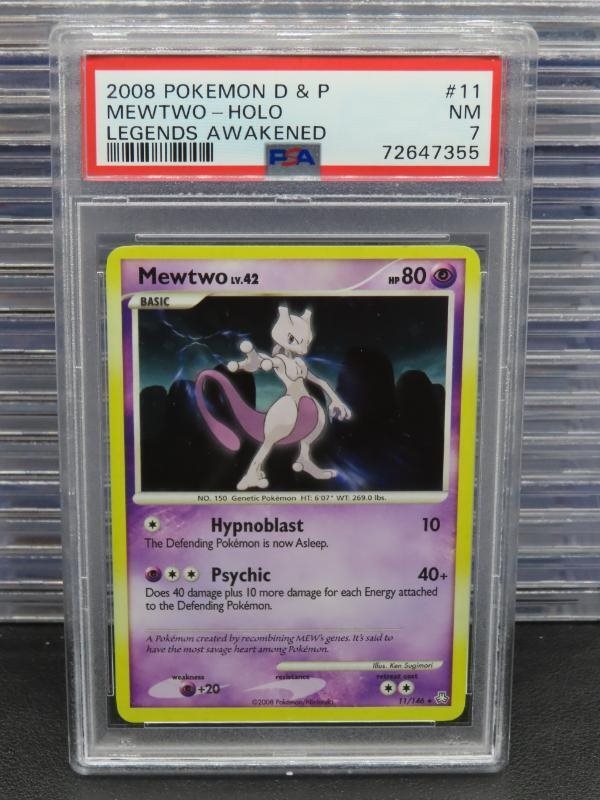 2008 POKEMON D & P #11
MEWTWO - HOLO NM
LEGENDS AWAKENED 7
PSA 72647355
Mewtwo LV.42 HP 80
BASIC
NO. 150 Genetic Pokémon HT: 6'07" WT: 269.0 lbs.
Hypnoblast 10
The Defending Pokémon is now Asleep.
Psychic 40+
Does 40 damage plus 10 more damage for each Energy attached
to the Defending Pokémon.
A Pokémon created by recombining MEW's genes. It's said to
have the most savage heart among Pokémon.
Illus. Ken Sugimori
weakness resistance retreat cost
+20
©2008 Pokémon/Nintendo 11/146